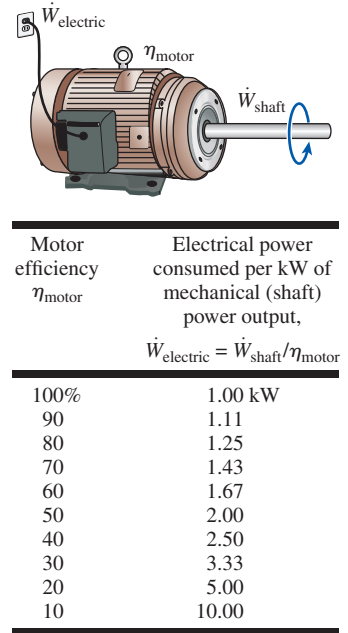 Ẇelectric
ηmotor
Ẇshaft
Motor
efficiency
ηmotor
Electrical power
consumed per kW of
mechanical (shaft)
power output,
Ẇelectric = Ẇshaft/ηmotor
100% 1.00 kW
90 1.11
80 1.25
70 1.43
60 1.67
50 2.00
40 2.50
30 3.33
20 5.00
10 10.00